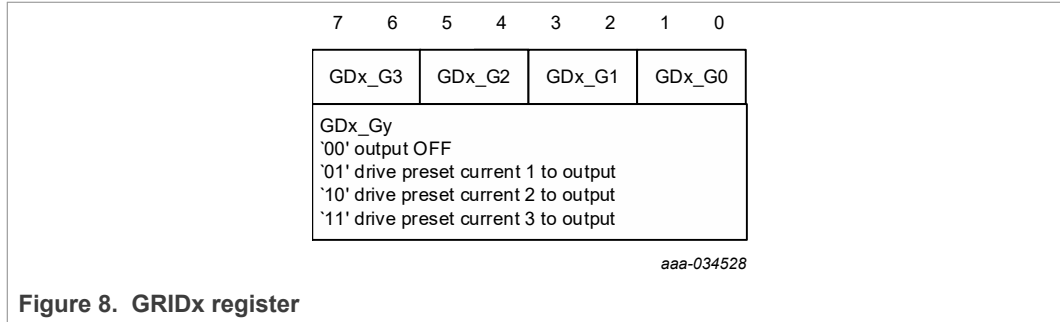 7 6 5 4 3 2 1 0
GDx_G3 GDx_G2 GDx_G1 GDx_G0
GDx_Gy
`00' output OFF
`01' drive preset current 1 to output
`10' drive preset current 2 to output
`11' drive preset current 3 to output
aaa-034528
Figure 8. GRIDx register